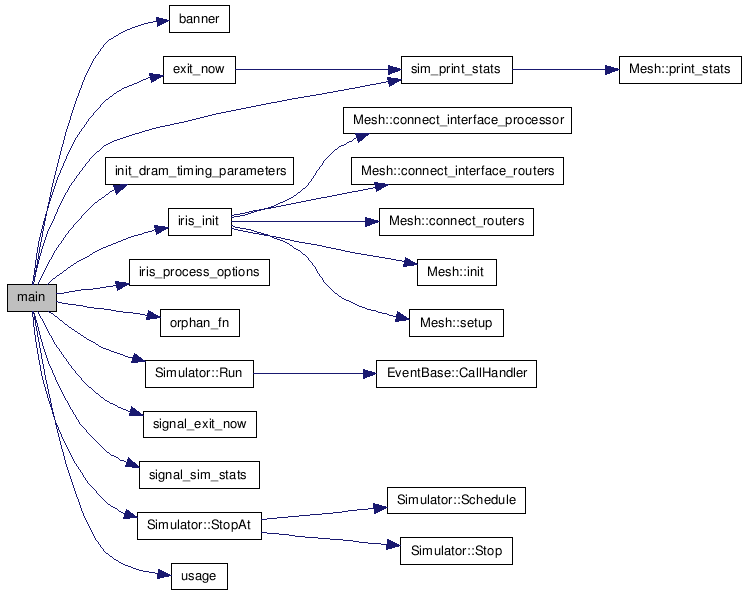 banner
exit_now
sim_print_stats
Mesh::print_stats
Mesh::connect_interface_processor
init_dram_timing_parameters
Mesh::connect_interface_routers
iris_init
Mesh::connect_routers
iris_process_options
Mesh::init
main
orphan_fn
Mesh::setup
Simulator::Run
EventBase::CallHandler
signal_exit_now
signal_sim_stats
Simulator::Schedule
Simulator::StopAt
Simulator::Stop
usage